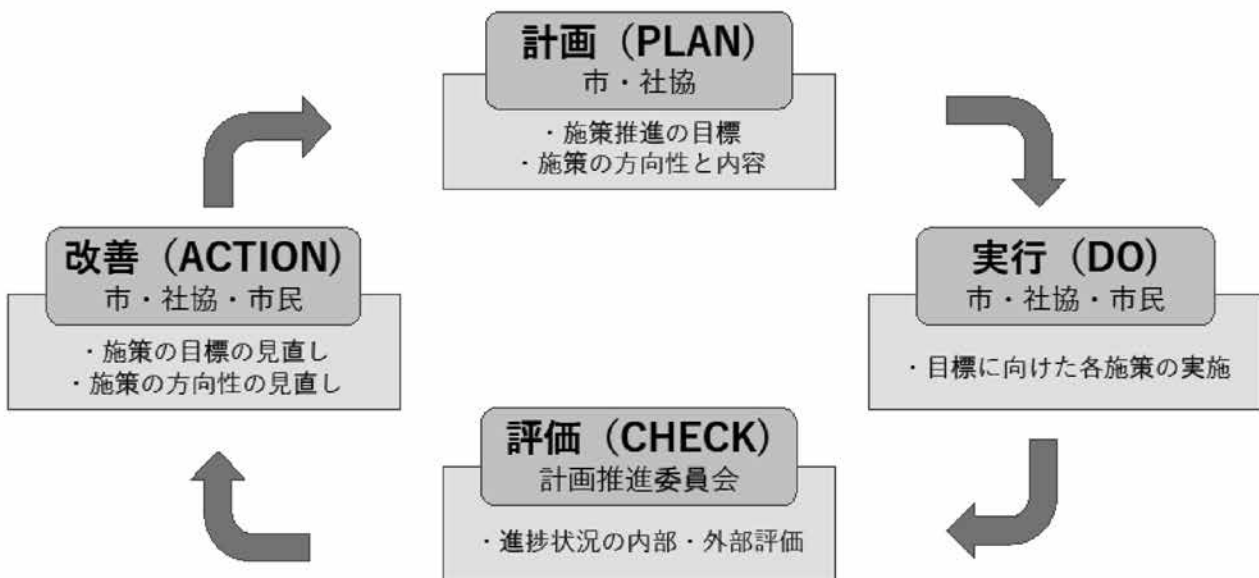 計画（PLAN）
市・社協
・施策推進の目標
・施策の方向性と内容
実行（DO）
市・社協・市民
・目標に向けた各施策の実施
評価（CHECK）
計画推進委員会
・進捗状況の内部・外部評価
改善（ACTION）
市・社協・市民
・施策の目標の見直し
・施策の方向性の見直し